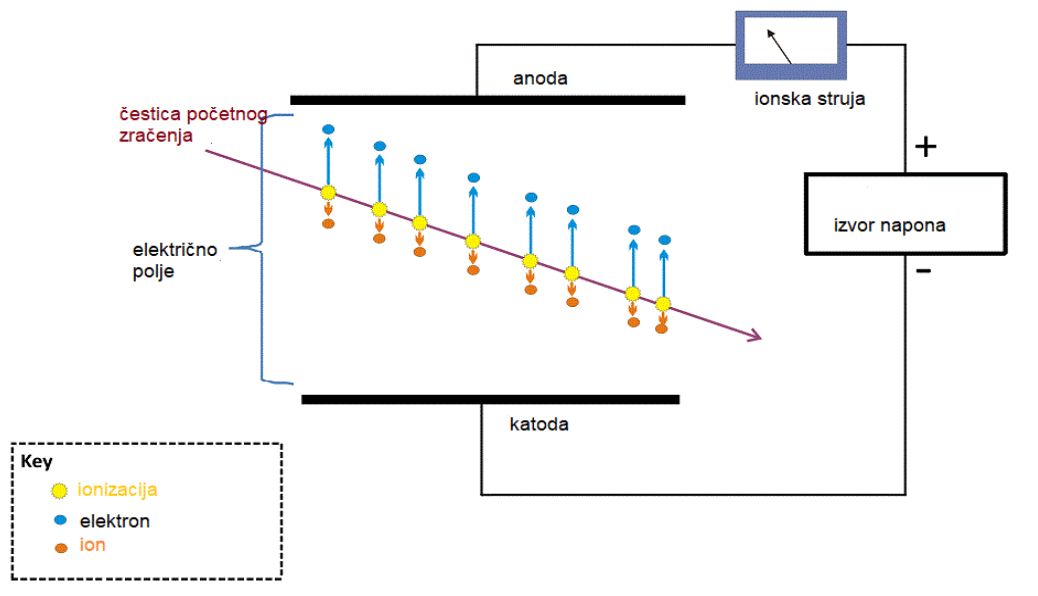 anoda
ionska struja
čestica početnog
zračenja
+
izvor napona
–
električno
polje
katoda
Key
ionizacija
elektron
ion